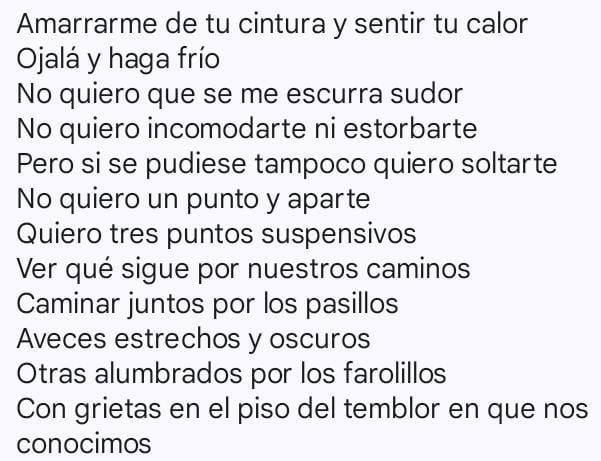 Amarrarme de tu cintura y sentir tu calor
Ojalá y haga frío
No quiero que se me escurra sudor
No quiero incomodarte ni estorbarte
Pero si se pudiese tampoco quiero soltarte
No quiero un punto y aparte
Quiero tres puntos suspensivos
Ver qué sigue por nuestros caminos
Caminar juntos por los pasillos
Aveces estrechos y oscuros
Otras alumbrados por los farolillos
Con grietas en el piso del temblor en que nos
conocimos